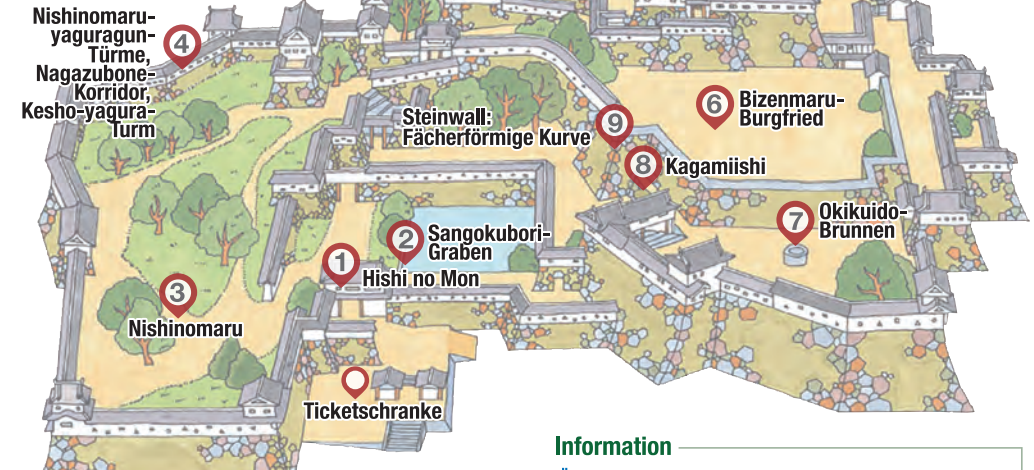 Nishinomaru-
yaguragun-
Türme,
Nagazubone-
Korridor,
Kesho-yagura-
Turm
4
Steinwall:
Fächerförmige Kurve
9
6
Bizenmaru-
Burgfried
8
Kagamiishi
7
Okikuido-
Brunnen
2
Sangokubori-
Graben
1
Hishi no Mon
3
Nishinomaru
Ticketschranke
Information